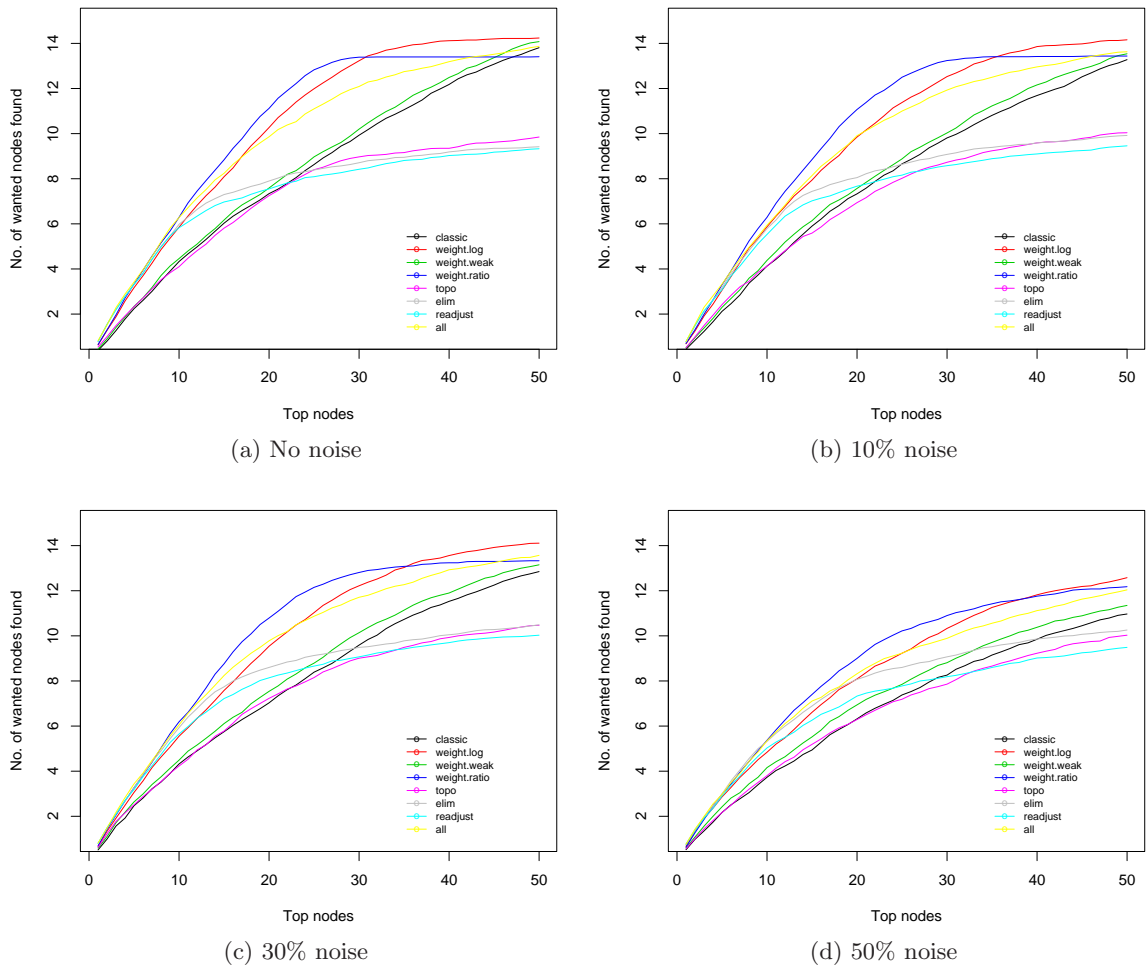 No. of wanted nodes found
14
12
10
8
6
4
2
classic
weight.log
weight.weak
weight.ratio
topo
elim
readjust
all
0 10 20 30 40 50
Top nodes
(a) No noise
No. of wanted nodes found
14
12
10
8
6
4
2
classic
weight.log
weight.weak
weight.ratio
topo
elim
readjust
all
0 10 20 30 40 50
Top nodes
(b) 10% noise
No. of wanted nodes found
14
12
10
8
6
4
2
classic
weight.log
weight.weak
weight.ratio
topo
elim
readjust
all
0 10 20 30 40 50
Top nodes
(c) 30% noise
No. of wanted nodes found
14
12
10
8
6
4
2
classic
weight.log
weight.weak
weight.ratio
topo
elim
readjust
all
0 10 20 30 40 50
Top nodes
(d) 50% noise